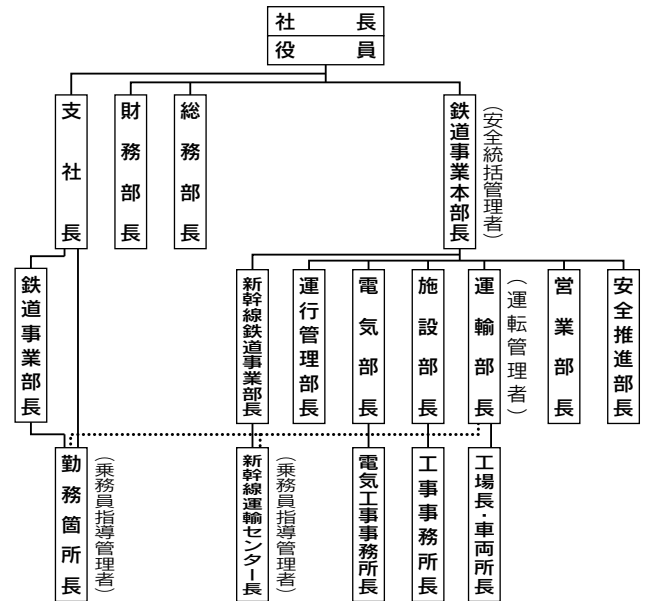 社長
役員
支社長
財務部長
総務部長
鉄道事業本部長
（安全統括管理者）
鉄道事業部長
新幹線鉄道事業部長
運行管理部長
電気部長
施設部長
運輸部長
（運転管理者）
営業部長
安全推進部長
勤務箇所長
（乗務員指導管理者）
新幹線運輸センター長
（乗務員指導管理者）
電気工事事務所長
工事事務所長
工場長・車両所長